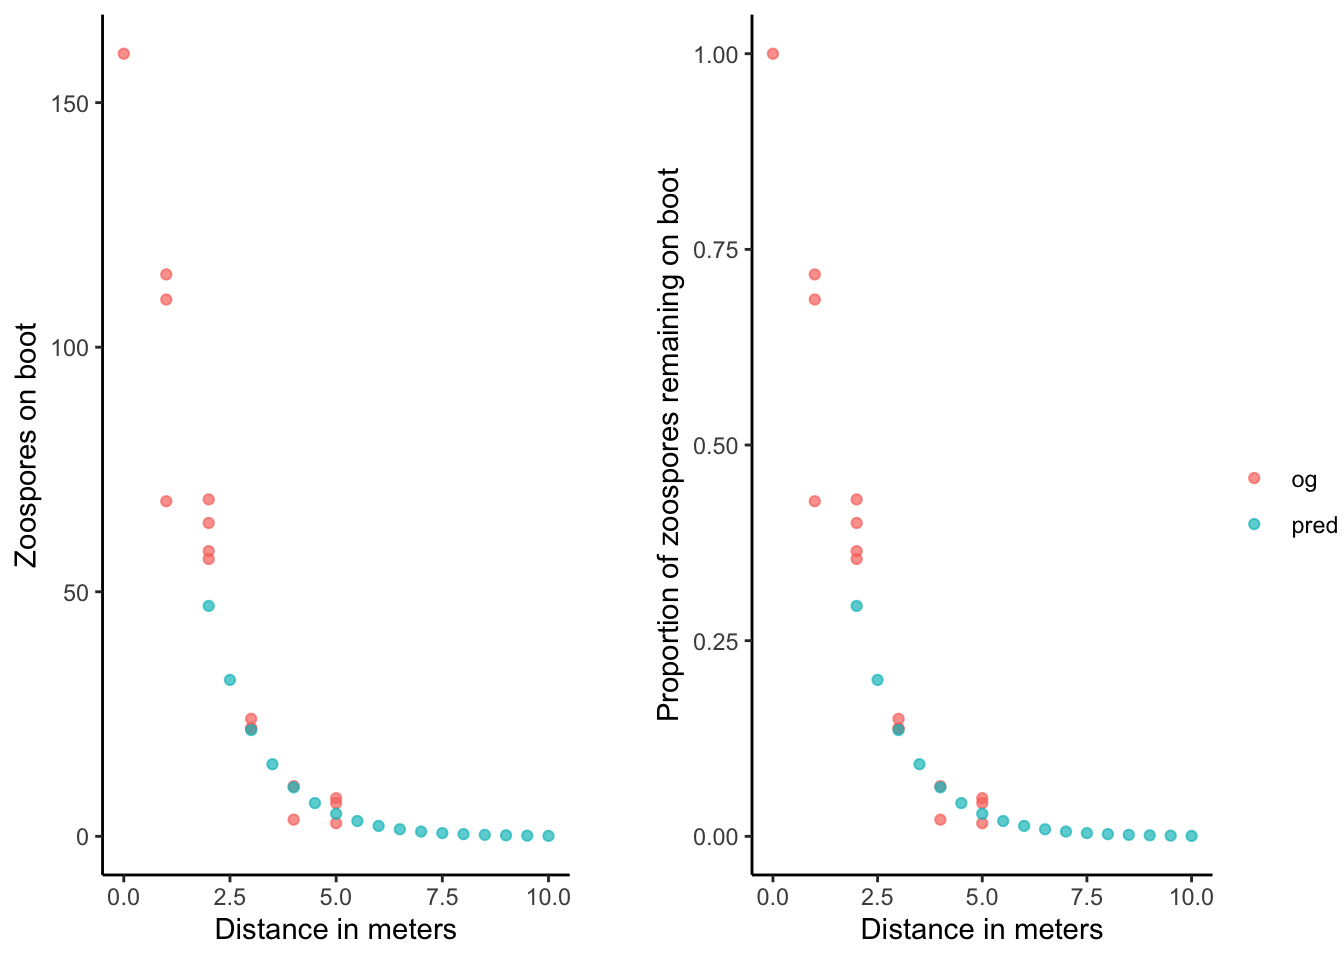 Zoospores on boot
150
100
50
0
0.0 2.5 5.0 7.5 10.0
Distance in meters
Proportion of zoospores remaining on boot
1.00
0.75
0.50
0.25
0.00
0.0 2.5 5.0 7.5 10.0
Distance in meters
og
pred